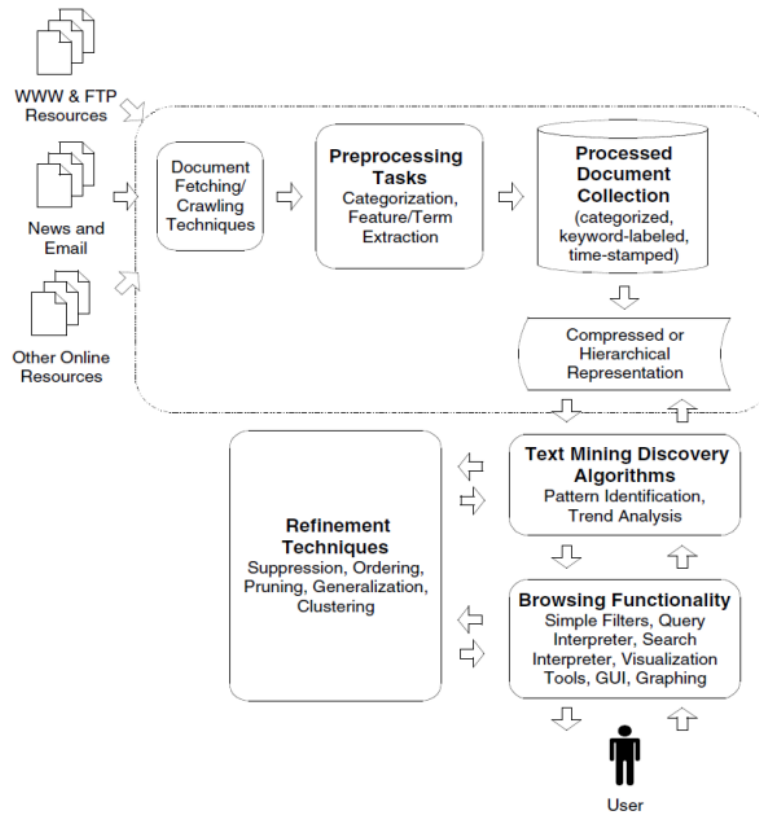 WWW & FTP
Resources
News and
Email
Other Online
Resources
Document
Fetching/
Crawling
Techniques
Preprocessing
Tasks
Categorization,
Feature/Term
Extraction
Processed
Document
Collection
(categorized,
keyword-labeled,
time-stamped)
Compressed or
Hierarchical
Representation
Text Mining Discovery
Algorithms
Pattern Identification,
Trend Analysis
Refinement
Techniques
Suppression, Ordering,
Pruning, Generalization,
Clustering
Browsing Functionality
Simple Filters, Query
Interpreter, Search
Interpreter, Visualization
Tools, GUI, Graphing
User